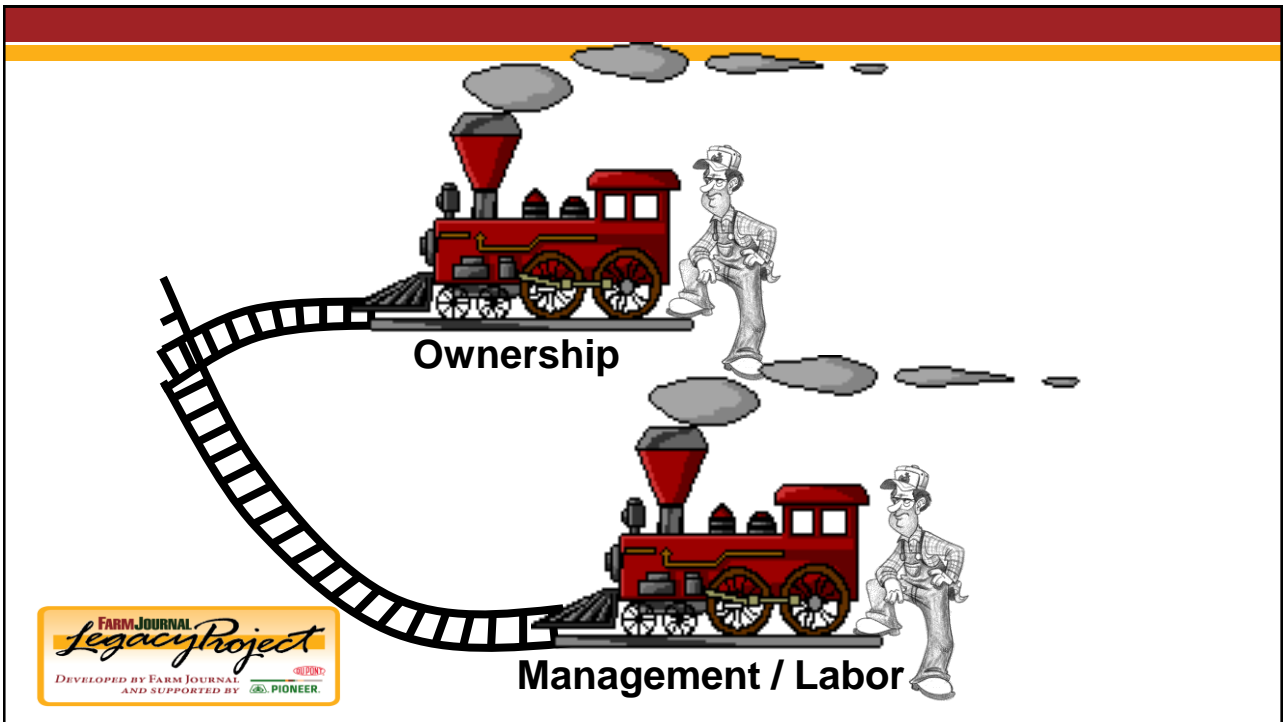 Ownership
Management / Labor
FARM JOURNAL
Legacy Project
DEVELOPED BY FARM JOURNAL
AND SUPPORTED BY
DUPONT
PIONEER.